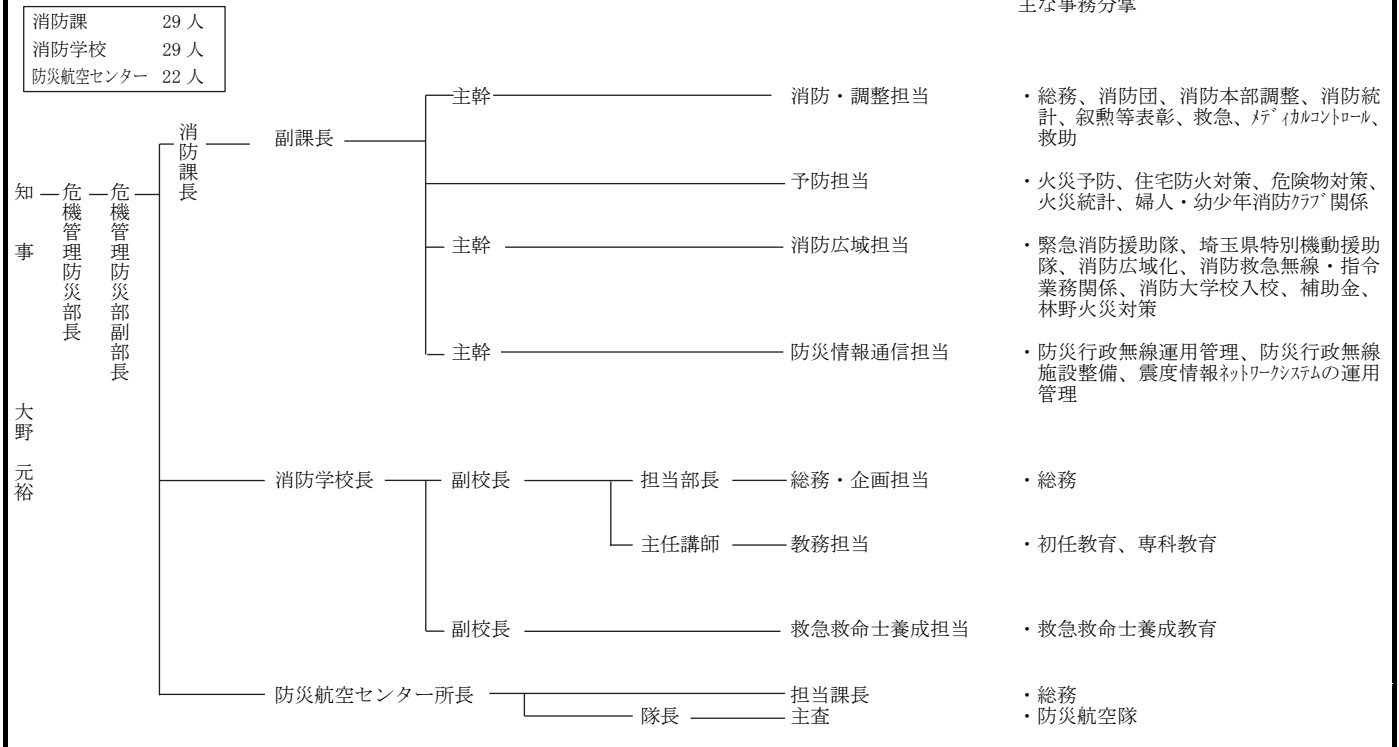 主な事務分掌
消防課 29 人
消防学校 29 人
防災航空センター 22 人
知事 大野 元裕
危機管理防災部長
危機管理防災部副部長
消防課長
副課長
主幹 消防・調整担当
・総務、消防団、消防本部調整、消防統
計、叙勲等表彰、救急、メディカルコントロール、
救助
予防担当
・火災予防、住宅防火対策、危険物対策、
火災統計、婦人・幼少年消防クラブ関係
主幹 消防広域担当
・緊急消防援助隊、埼玉県特別機動援助
隊、消防広域化、消防救急無線・指令
業務関係、消防大学校入校、補助金、
林野火災対策
主幹 防災情報通信担当
・防災行政無線運用管理、防災行政無線
施設整備、震度情報ネットワークシステムの運用
管理
消防学校長 副校長 担当部長 総務・企画担当 ・総務
主任講師 教務担当 ・初任教育、専科教育
副校長 救急救命士養成担当 ・救急救命士養成教育
防災航空センター所長 担当課長 ・総務
隊長 主査 ・防災航空隊